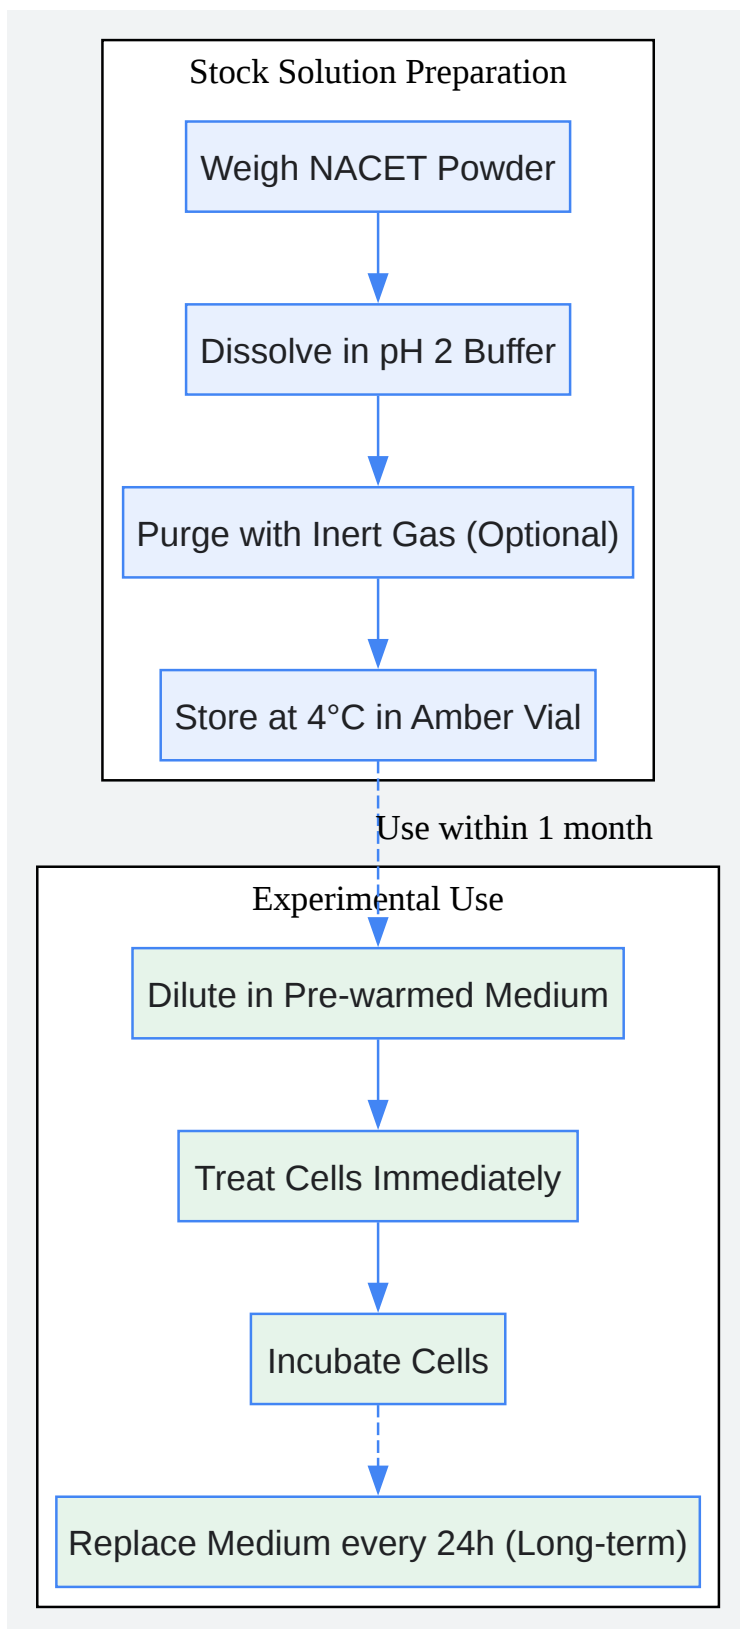 Stock Solution Preparation
Weigh NACET Powder
Dissolve in pH 2 Buffer
Purge with Inert Gas (Optional)
Store at 4°C in Amber Vial
Use within 1 month
Experimental Use
Dilute in Pre-warmed Medium
Treat Cells Immediately
Incubate Cells
Replace Medium every 24h (Long-term)